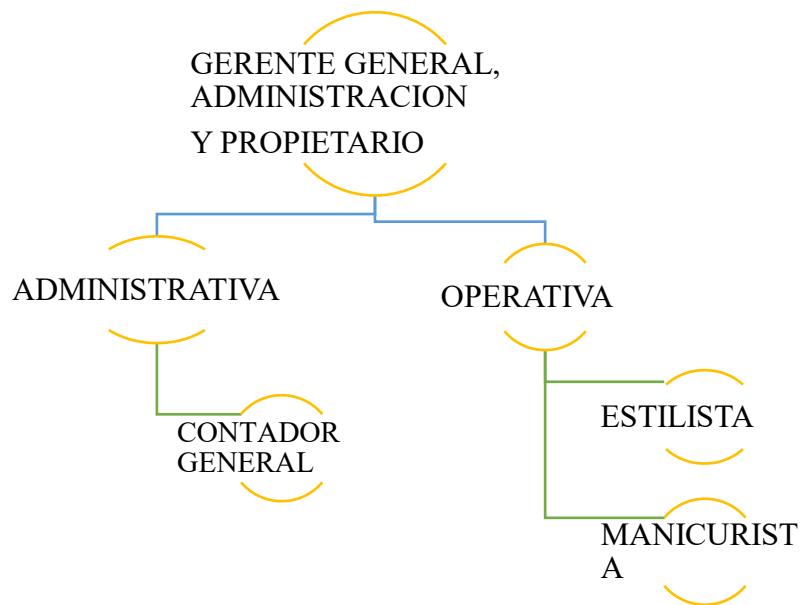 GERENTE GENERAL,
ADMINISTRACION
Y PROPIETARIO
ADMINISTRATIVA
OPERATIVA
CONTADOR
GENERAL
ESTILISTA
MANICURIST
A